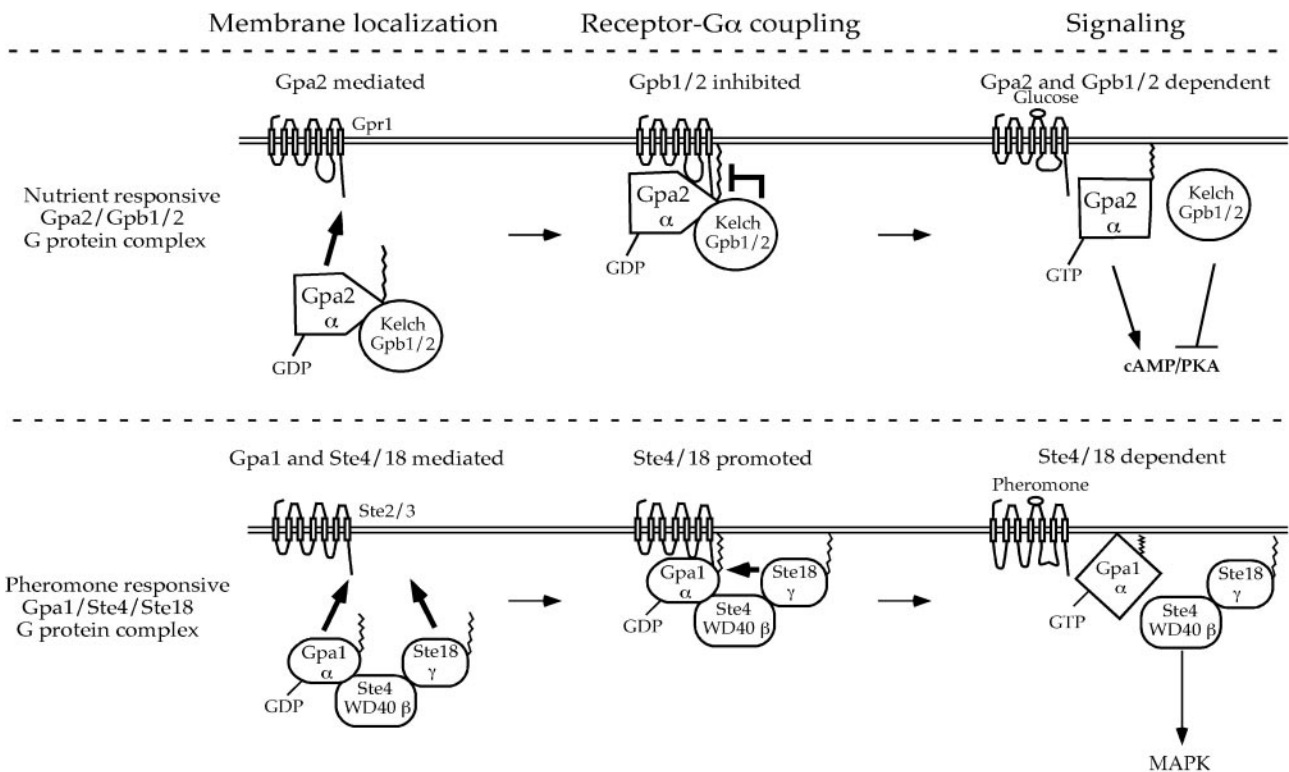 Membrane localization
Receptor-Gα coupling
Signaling
Gpa2 mediated
Gpb1/2 inhibited
Gpa2 and Gpb1/2 dependent
Glucose
Gpr1
Nutrient responsive
Gpa2/Gpb1/2
G protein complex
Gpa2
α
GDP
Kelch
Gpb1/2
Gpa2
α
GDP
Kelch
Gpb1/2
Gpa2
α
GTP
Kelch
Gpb1/2
cAMP/PKA
Gpa1 and Ste4/18 mediated
Ste4/18 promoted
Ste4/18 dependent
Pheromone
Ste2/3
Pheromone responsive
Gpa1/Ste4/Ste18
G protein complex
Gpa1
α
GDP
Ste4
WD40 β
Ste18
γ
Gpa1
α
GDP
Ste4
WD40 β
Ste18
γ
Gpa1
α
GTP
Ste4
WD40 β
Ste18
γ
MAPK